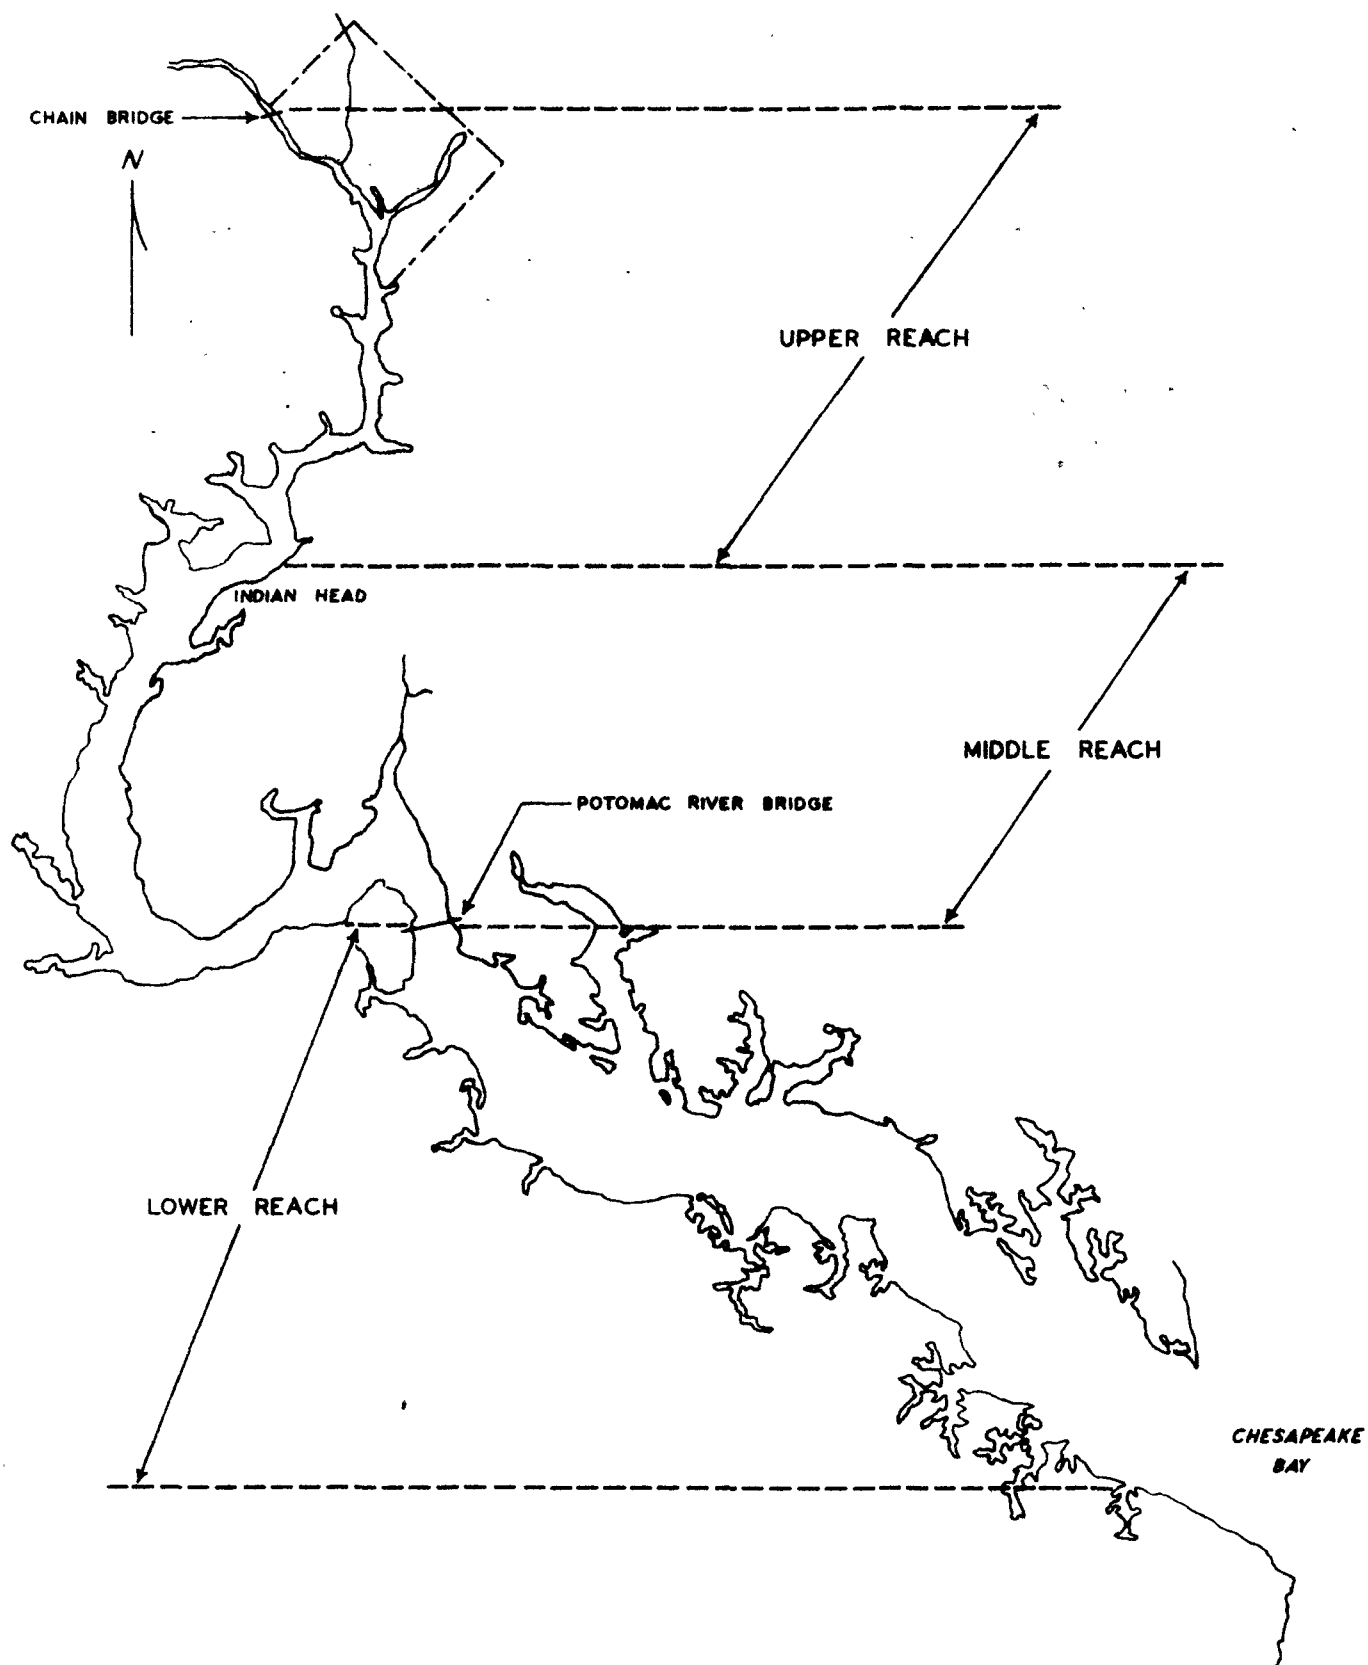 CHAIN BRIDGE
N
UPPER REACH
INDIAN HEAD
MIDDLE REACH
POTOMAC RIVER BRIDGE
LOWER REACH
CHESAPEAKE
BAY